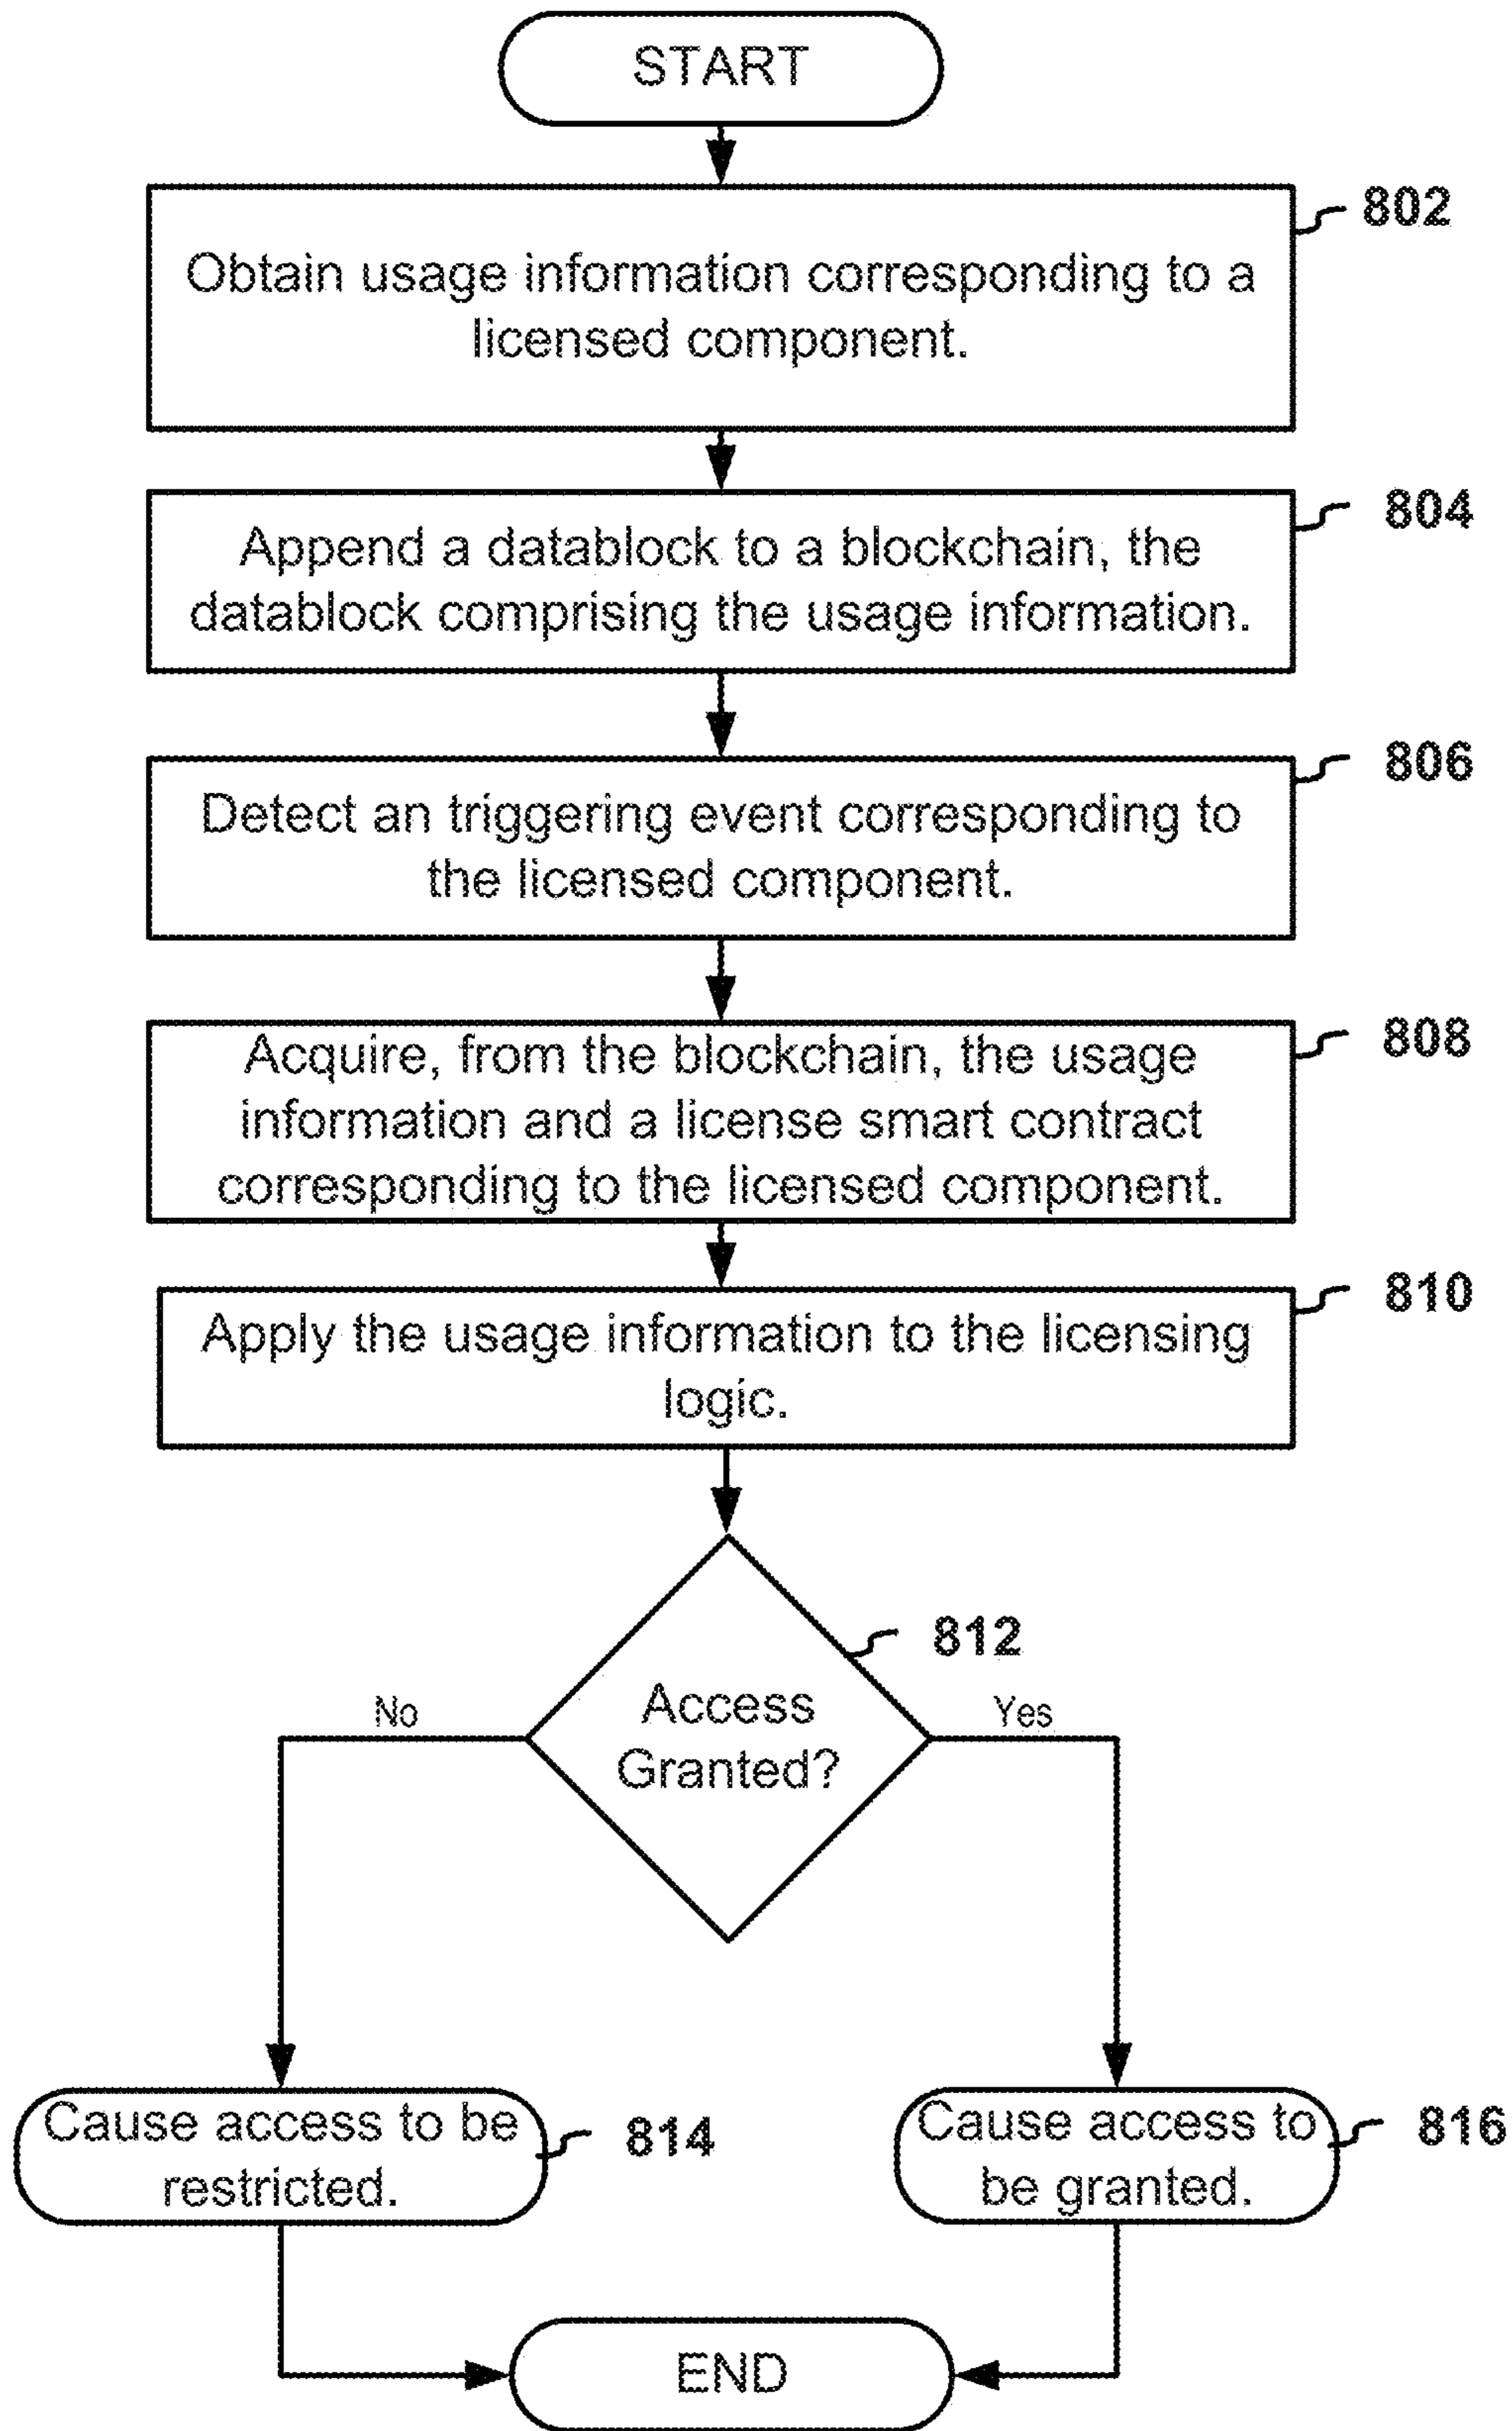 START
802
Obtain usage information corresponding to a
licensed component.
804
Append a datablock to a blockchain, the
datablock comprising the usage information.
806
Detect an triggering event corresponding to
the licensed component.
808
Acquire, from the blockchain, the usage
information and a license smart contract
corresponding to the licensed component.
810
Apply the usage information to the licensing
logic.
812
No
Access
Granted?
Yes
Cause access to be
restricted.
814
Cause access to
be granted.
816
END